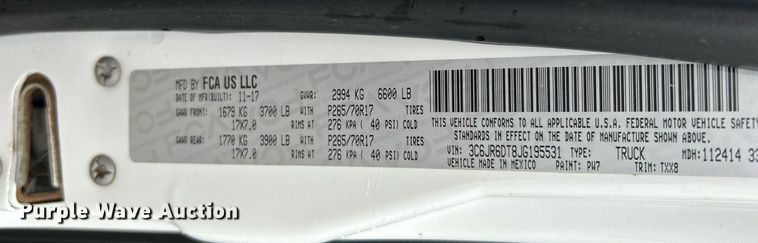 MFD BY FCA US LLC
DATE OF MFR(BUILT): 11-17 GVWR: 2994 KG 6600 LB
GAWR FRONT: 1679 KG 3700 LB WITH P265/70R17 TIRES
17X7.0 RIMS AT 276 KPA ( 40 PSI) COLD
GAWR REAR: 1770 KG 3900 LB WITH P265/70R17 TIRES
17X7.0 RIMS AT 276 KPA ( 40 PSI) COLD
THIS VEHICLE CONFORMS TO ALL APPLICABLE U.S.A. FEDERAL MOTOR VEHICLE SAFETY
STANDARDS IN EFFECT ON THE DATE OF MANUFACTURE SHOWN ABOVE.
VIN: 3C6JR6DT8JG195531 TYPE: TRUCK MDH: 112414 33
VEHICLE MADE IN MEXICO PAINT: PW7 TRIM: TXX8
Purple Wave Auction